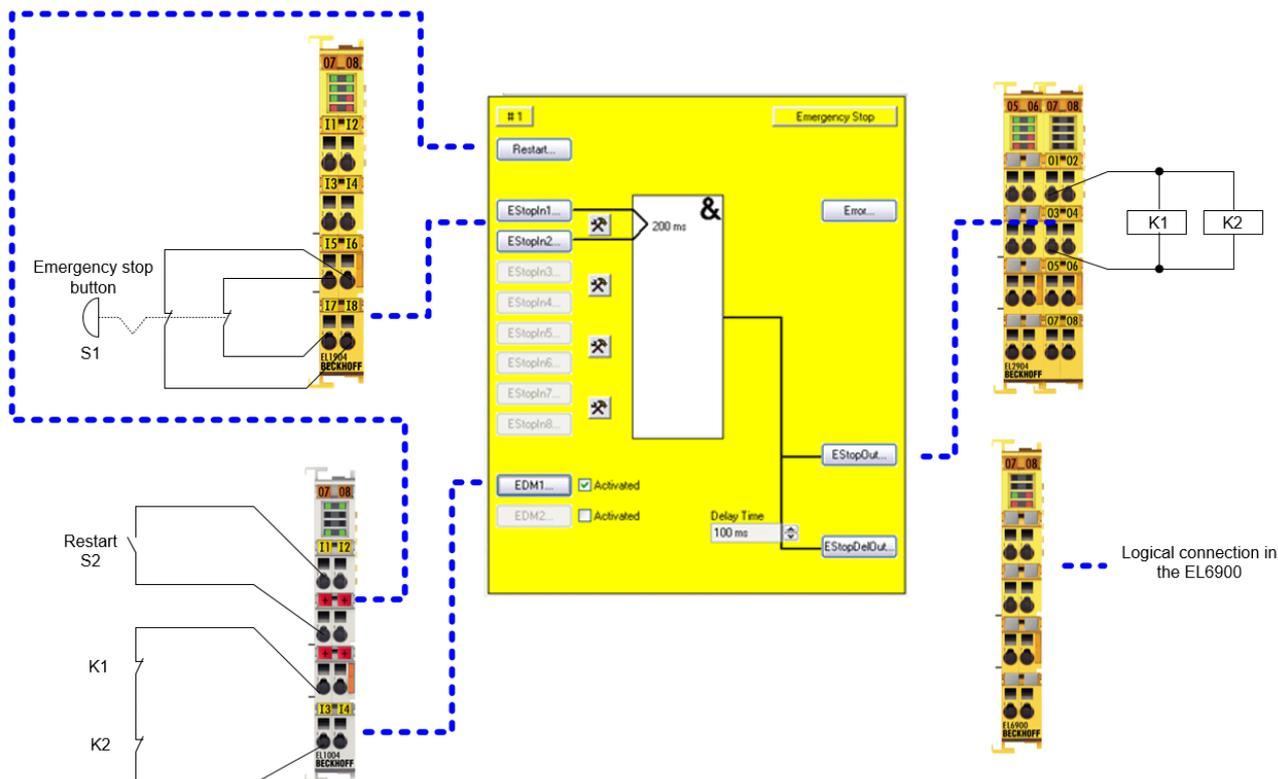 07_08
I1 I2
I3 I4
I5 I6
I7 I8
EL1904
BECKHOFF
Emergency stop
button
S1
# 1
Emergency Stop
Restart...
EStopIn1...
EStopIn2...
EStopIn3...
EStopIn4...
EStopIn5...
EStopIn6...
EStopIn7...
EStopIn8...
&
200 ms
Error...
EStopOut...
EDM1...
Activated
EDM2...
Activated
Delay Time
100 ms
EStopDelOut...
05_06 07_08
01 02
03 04
05 06
07 08
EL2904
BECKHOFF
K1
K2
Restart
S2
K1
K2
07_08
I1 I2
+ +
+ +
I3 I4
EL1004
BECKHOFF
07_08
EL6900
BECKHOFF
Logical connection in
the EL6900